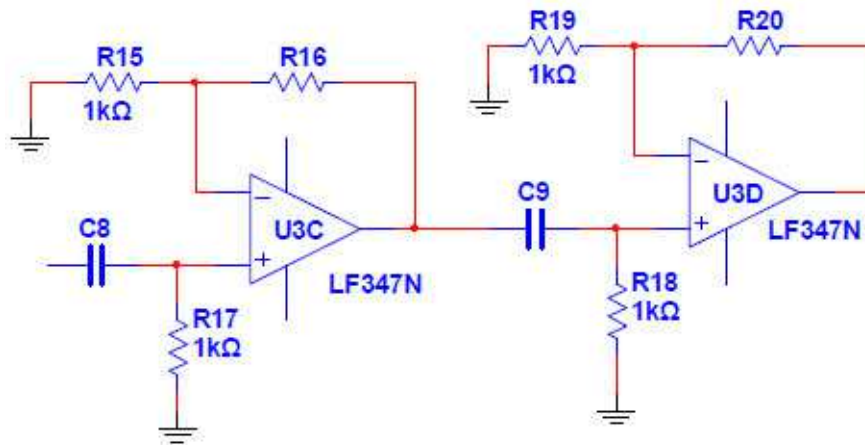 R15
R16
1kΩ
U3C
LF347N
C8
R17
1kΩ
R19
R20
1kΩ
U3D
LF347N
C9
R18
1kΩ